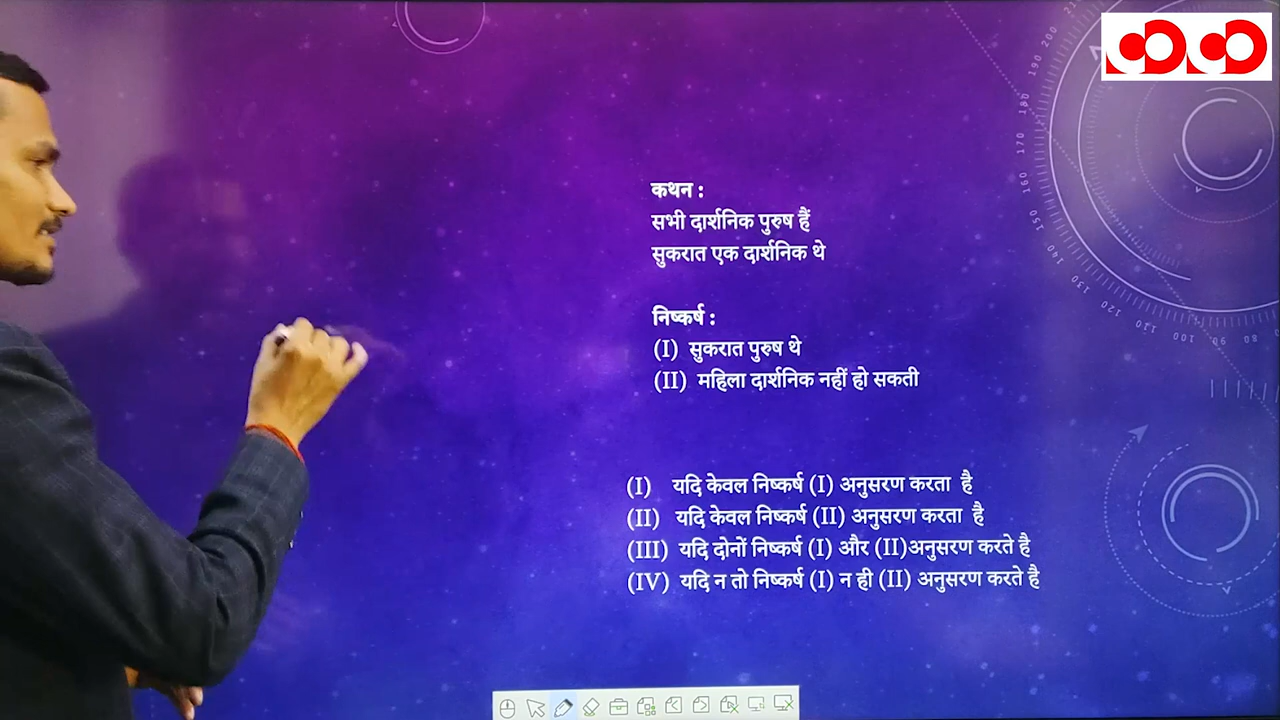 कथन :
सभी दार्शनिक पुरुष हैं
सुकरात एक दार्शनिक थे
निष्कर्ष :
(I) सुकरात पुरुष थे
(II) महिला दार्शनिक नहीं हो सकती
(I) यदि केवल निष्कर्ष (I) अनुसरण करता है
(II) यदि केवल निष्कर्ष (II) अनुसरण करता है
(III) यदि दोनों निष्कर्ष (I) और (II)अनुसरण करते है
(IV) यदि न तो निष्कर्ष (I) न ही (II) अनुसरण करते है